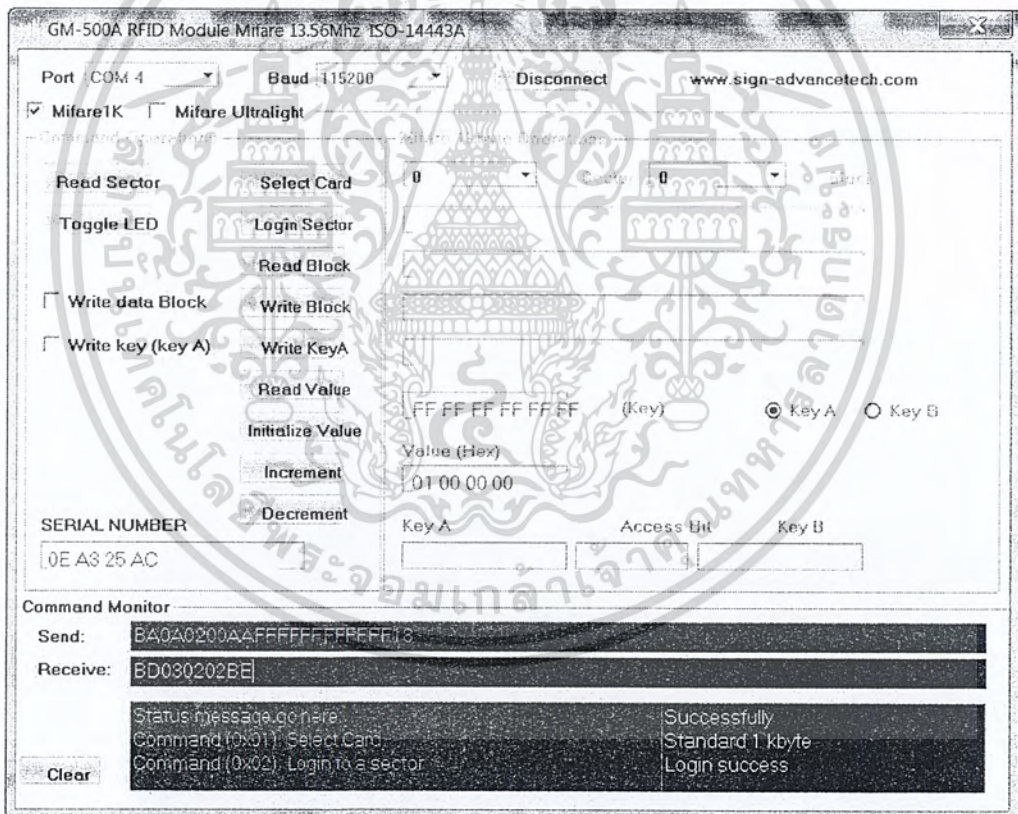 GM-500A RFID Module Mifare 13.56Mhz ISO-14443A
Port COM 4 Baud 115200 Disconnect www.sign-advancetech.com
Mifare1K Mifare Ultralight
Read Sector Select Card 0 0
Toggle LED Login Sector
Read Block
Write data Block Write Block
Write key (key A) Write KeyA
Read Value
FF FF FF FF FF FF (Key) Key A Key B
Initialize Value
Value (Hex)
Increment 01 00 00 00
Decrement
SERIAL NUMBER Key A Access Bit Key B
0E A3 25 AC
Command Monitor
Send: BA0A0200AAFFFFFFFFFFFF18
Receive: BD030202BE
Status message go here. Successfully
Command (0x01) Select Card Standard 1 kbyte
Command (0x02) Login to a sector Login success
Clear